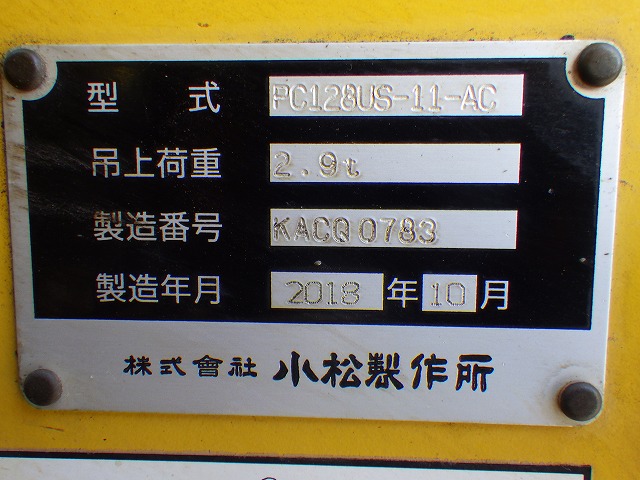 型 式 PC128US-11-AC
吊上荷重 2.9t
製造番号 KACQ0783
製造年月 2018年10月
株式會社 小松製作所